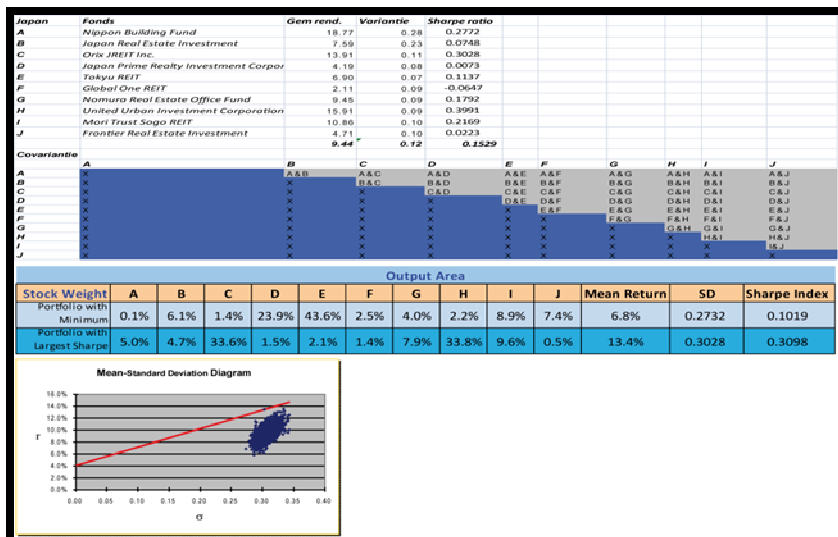 Japan Fonds Gem rend. Variantie Sharpe ratio
A Nippon Building Fund 18.77 0.28 0.2772
B Japan Real Estate Investment 7.59 0.23 0.0748
C Orix JREIT Inc. 13.91 0.11 0.3028
D Japan Prime Realty Investment Corpor 4.19 0.08 0.0073
E Tokyu REIT 6.90 0.07 0.1137
F Global One REIT 2.11 0.09 -0.0647
G Nomura Real Estate Office Fund 9.45 0.09 0.1792
H United Urban Investment Corporation 15.91 0.09 0.3991
I Mori Trust Sogo REIT 10.86 0.10 0.2169
J Frontier Real Estate Investment 4.71 0.10 0.0223
9.44 0.12 0.1529
Covariantie
A B C D E F G H I J
A X A&B A&C A&D A&E A&F A&G A&H A&I A&J
B X X B&C B&D B&E B&F B&G B&H B&I B&J
C X X X C&D C&E C&F C&G C&H C&I C&J
D X X X X D&E D&F D&G D&H D&I D&J
E X X X X X E&F E&G E&H E&I E&J
F X X X X X X F&G F&H F&I F&J
G X X X X X X X G&H G&I G&J
H X X X X X X X X H&I H&J
I X X X X X X X X X I&J
J X X X X X X X X X X
Output Area
Stock Weight A B C D E F G H I J Mean Return SD Sharpe Index
Portfolio with Minimum 0.1% 6.1% 1.4% 23.9% 43.6% 2.5% 4.0% 2.2% 8.9% 7.4% 6.8% 0.2732 0.1019
Portfolio with Largest Sharpe 5.0% 4.7% 33.6% 1.5% 2.1% 1.4% 7.9% 33.8% 9.6% 0.5% 13.4% 0.3028 0.3098
Mean-Standard Deviation Diagram
16.0%
14.0%
12.0%
10.0%
r
8.0%
6.0%
4.0%
2.0%
0.0%
0.00 0.05 0.10 0.15 0.20 0.25 0.30 0.35 0.40
σ